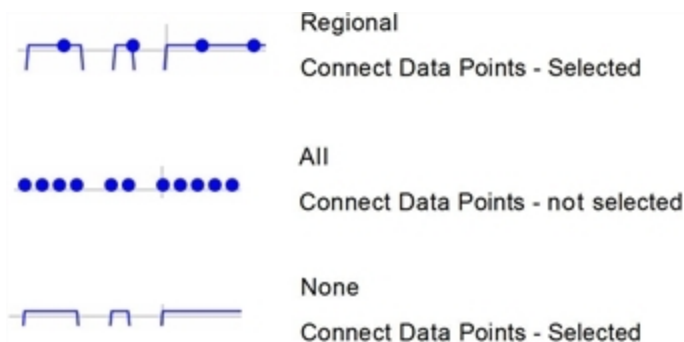 Regional
Connect Data Points - Selected
All
Connect Data Points - not selected
None
Connect Data Points - Selected